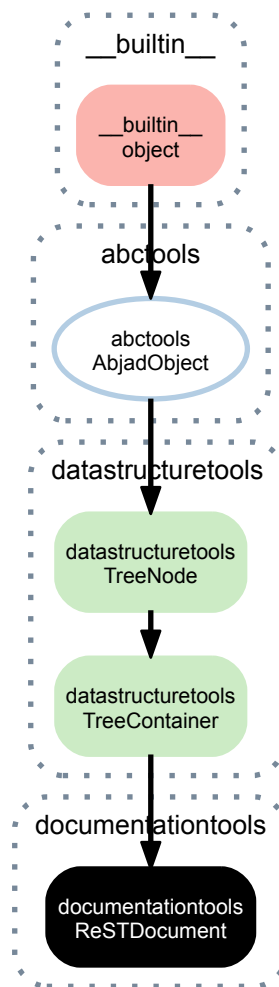 __builtin__
__builtin__
object
abctools
abctools
AbjadObject
datastructuretools
datastructuretools
TreeNode
datastructuretools
TreeContainer
documentationtools
documentationtools
ReSTDocument